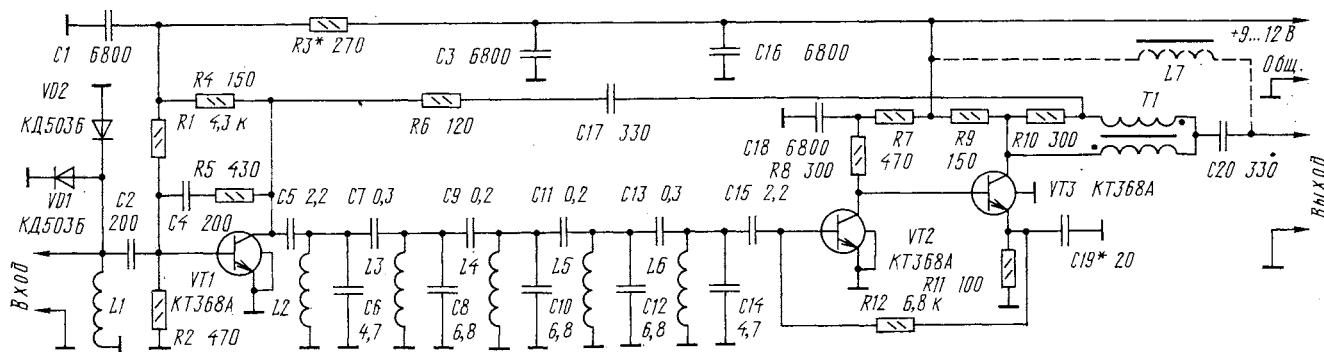 C1 6800
R3* 270
C3 6800
C16 6800
+9...12 В
Общ.
L7
VD2
КД503Б
R4 150
R1 4,3 к
R6 120
C17 330
C18 6800
R7 470
R9 150
R10 300
T1
C20 330
R8 300
VD1
КД503Б
C2 200
R5 430
C4 200
C5 2,2
C7 0,3
C9 0,2
C11 0,2
C13 0,3
C15 2,2
VT3 КТ368А
Выход
Вход
L1
VT1
КТ368А
R2 470
L2
L3
L4
L5
L6
C6 4,7
C8 6,8
C10 6,8
C12 6,8
C14 4,7
VT2
КТ368А
R11 100
R12 6,8 к
C19* 20